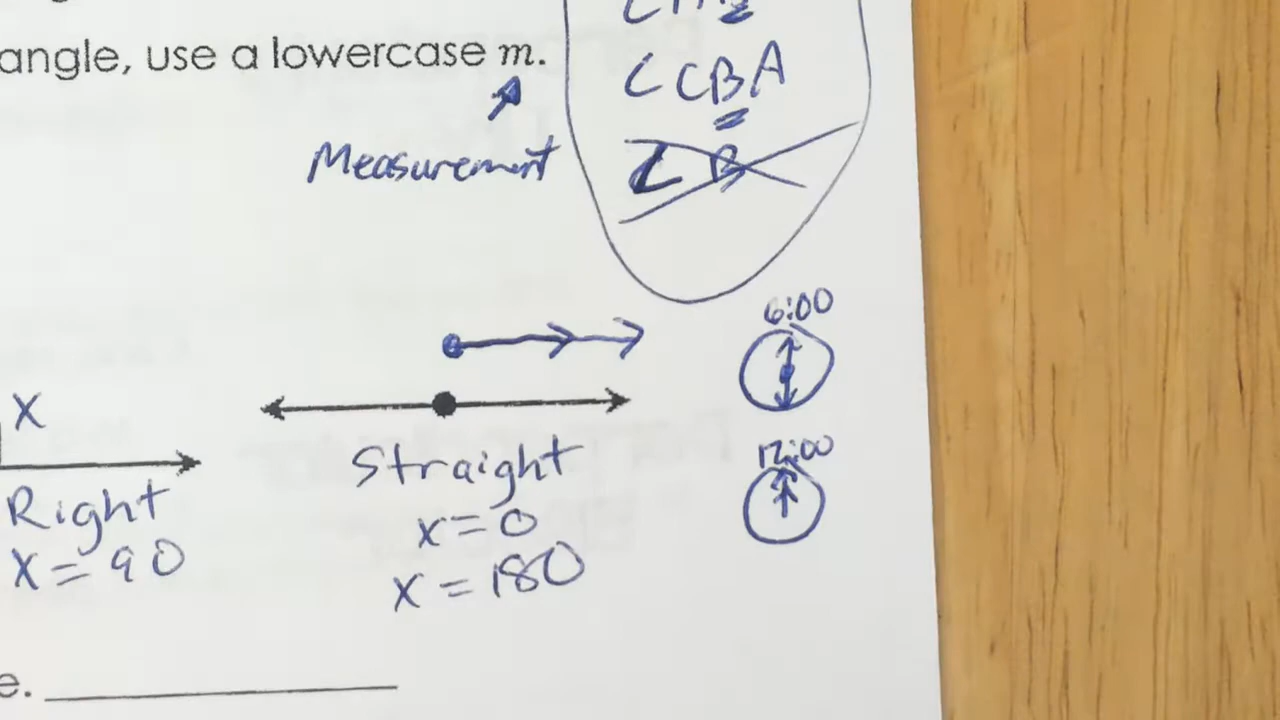 angle, use a lowercase m.
Measurement
∠CBA
∠B
6:00
12:00
x
Right
x = 90
Straight
x = 0
x = 180
e.